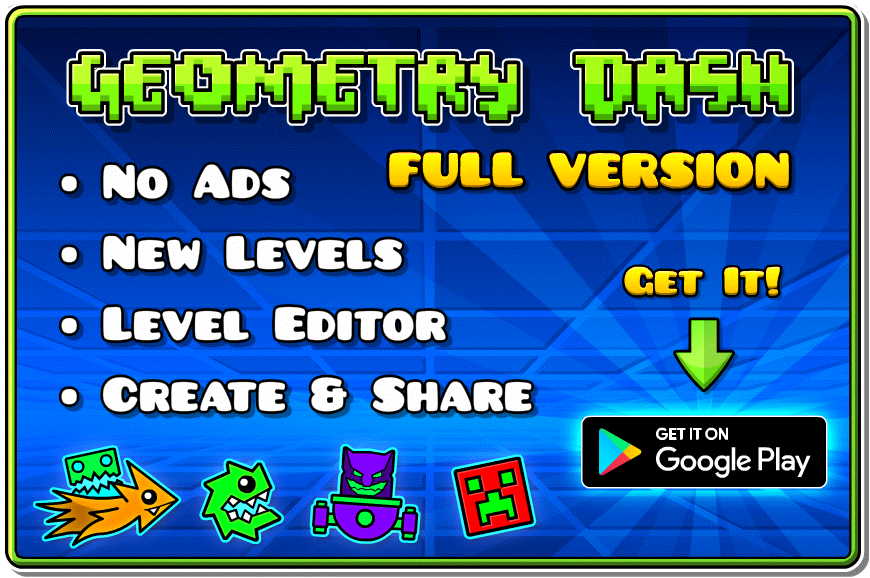 GEOMETRY DASH
FULL VERSION
• No Ads
• New Levels
• Level Editor
• Create & Share
Get It!
GET IT ON
Google Play